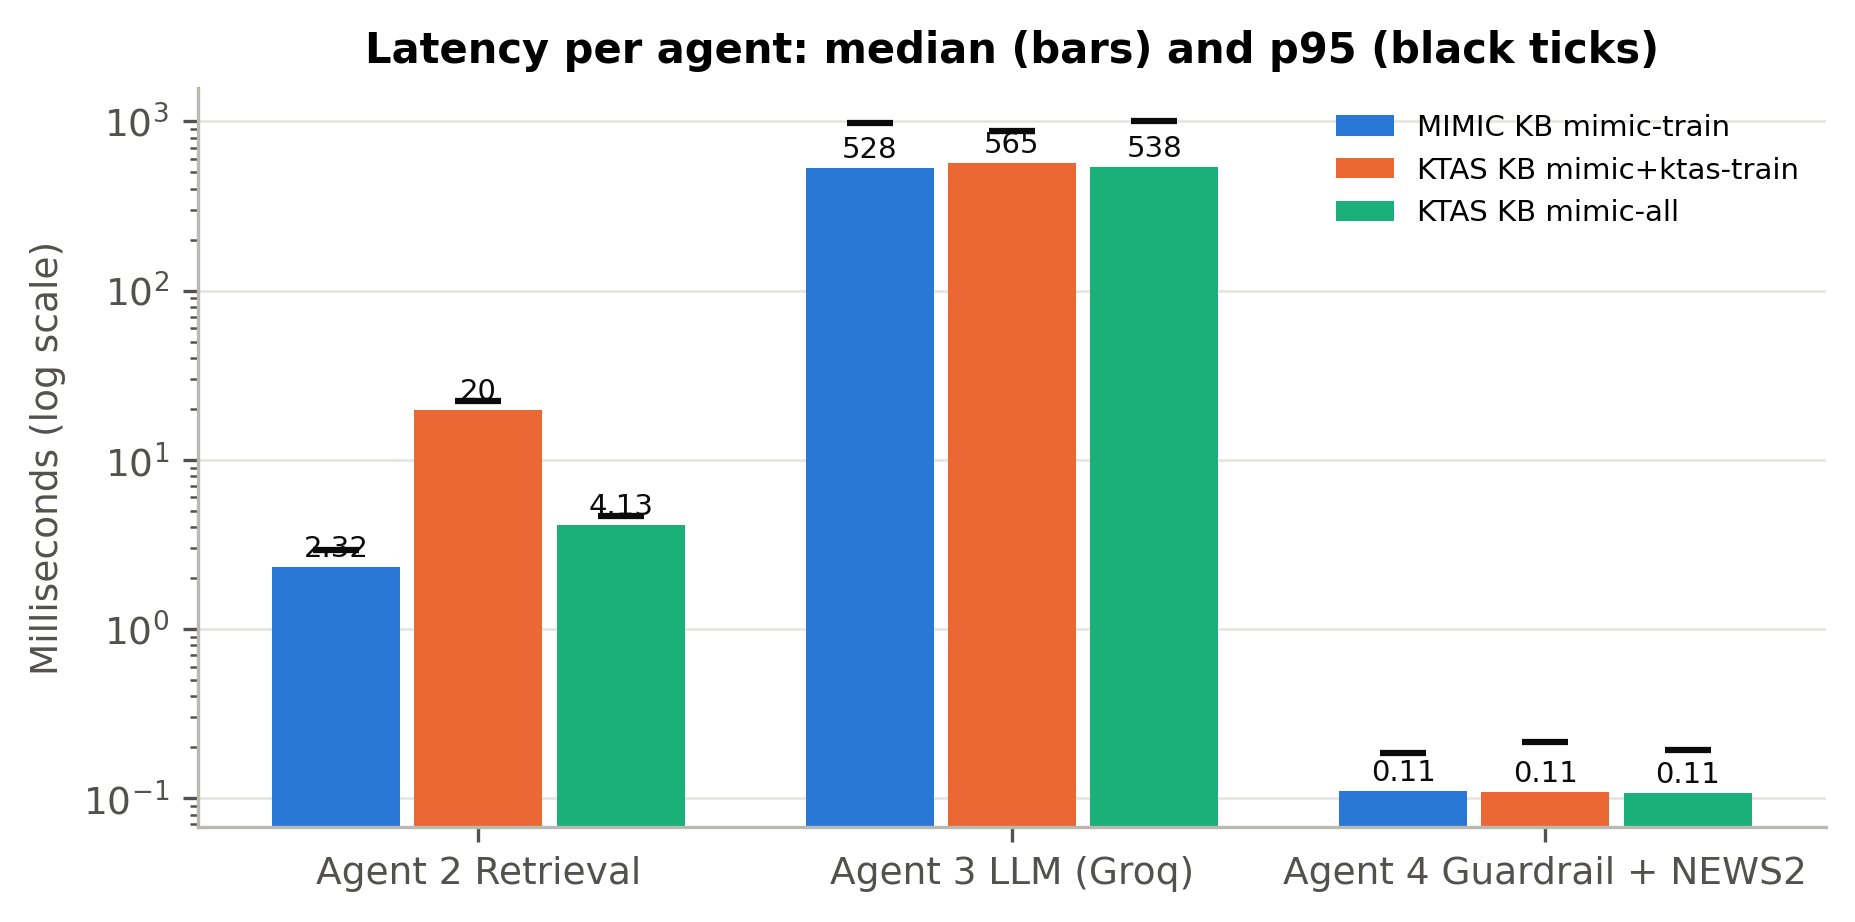 Latency per agent: median (bars) and p95 (black ticks)
Milliseconds (log scale)
10³
10²
10¹
10⁰
10⁻¹
MIMIC KB mimic-train
KTAS KB mimic+ktas-train
KTAS KB mimic-all
2.32
20
4.13
528
565
538
0.11
0.11
0.11
Agent 2 Retrieval
Agent 3 LLM (Groq)
Agent 4 Guardrail + NEWS2